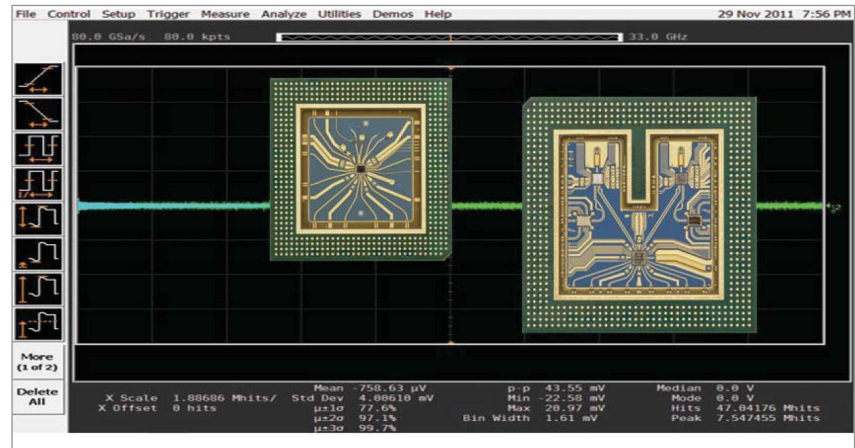 File Control Setup Trigger Measure Analyze Utilities Demos Help 29 Nov 2011 7:56 PM
80.0 GSa/s 80.0 kpts 33.0 GHz
More
(1 of 2)
Delete
All
Mean -758.63 µV p-p 43.55 mV Median 0.0 V
X Scale 1.88686 Mhits/ Std Dev 4.00610 mV Min -22.58 mV Mode 0.0 V
X Offset 0 hits µ±1σ 77.6% Max 20.97 mV Hits 47.04176 Mhits
µ±2σ 97.1% Bin Width 1.61 mV Peak 7.547455 Mhits
µ±3σ 99.7%